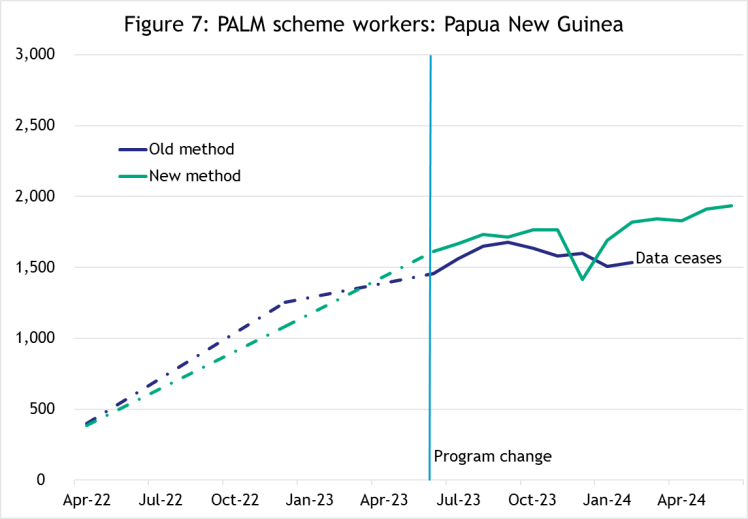 Figure 7: PALM scheme workers: Papua New Guinea
3,000
2,500
Old method
New method
2,000
1,500
Data ceases
1,000
500
Program change
0
Apr-22 Jul-22 Oct-22 Jan-23 Apr-23 Jul-23 Oct-23 Jan-24 Apr-24